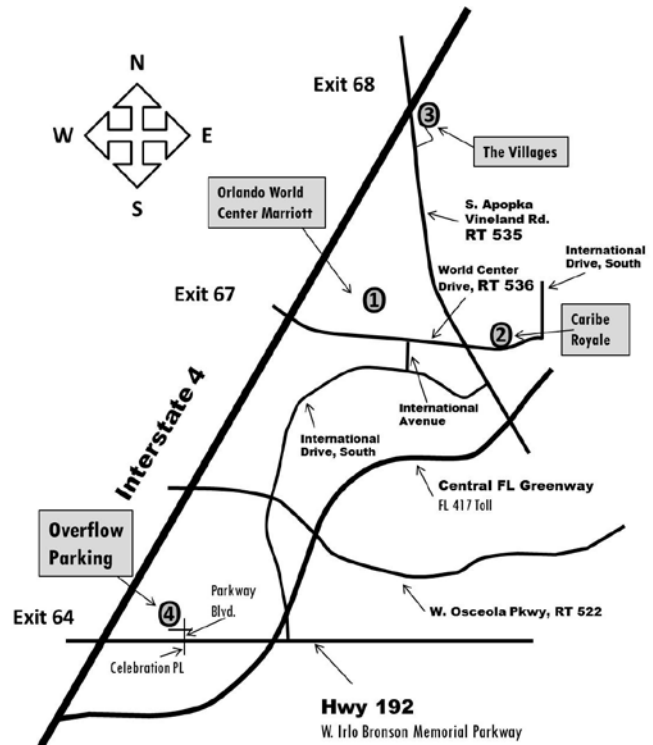 N
W
E
S
Exit 68
3
The Villages
Orlando World
Center Marriott
S. Apopka
Vineland Rd.
RT 535
International
Drive, South
World Center
Drive, RT 536
1
Exit 67
2
Caribe
Royale
International
Avenue
International
Drive, South
Interstate 4
Central FL Greenway
FL 417 Toll
Overflow
Parking
Parkway
Blvd.
4
W. Osceola Pkwy, RT 522
Exit 64
Celebration PL
Hwy 192
W. Irlo Bronson Memorial Parkway